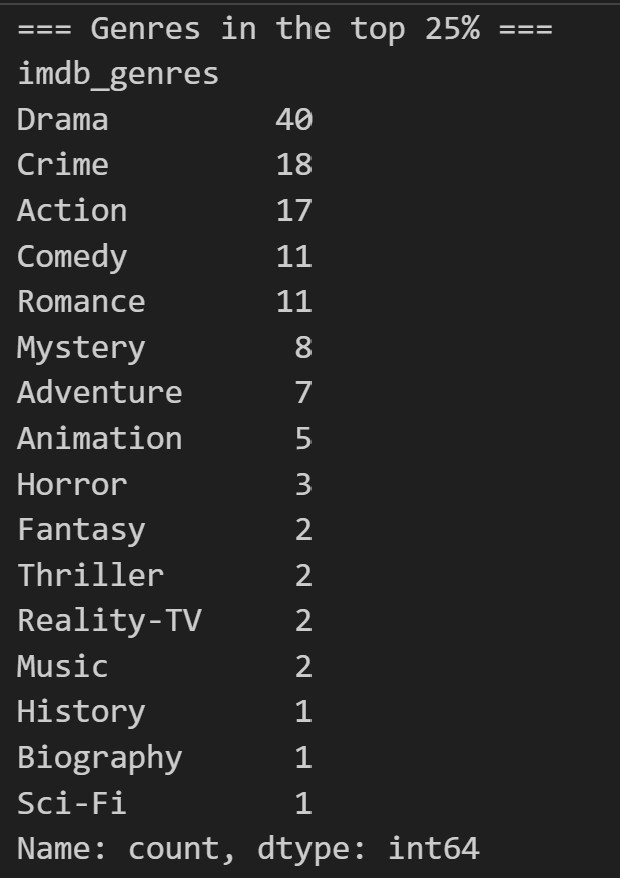 === Genres in the top 25% ===
imdb_genres
Drama         40
Crime         18
Action        17
Comedy        11
Romance       11
Mystery        8
Adventure      7
Animation      5
Horror         3
Fantasy        2
Thriller       2
Reality-TV     2
Music          2
History        1
Biography      1
Sci-Fi         1
Name: count, dtype: int64